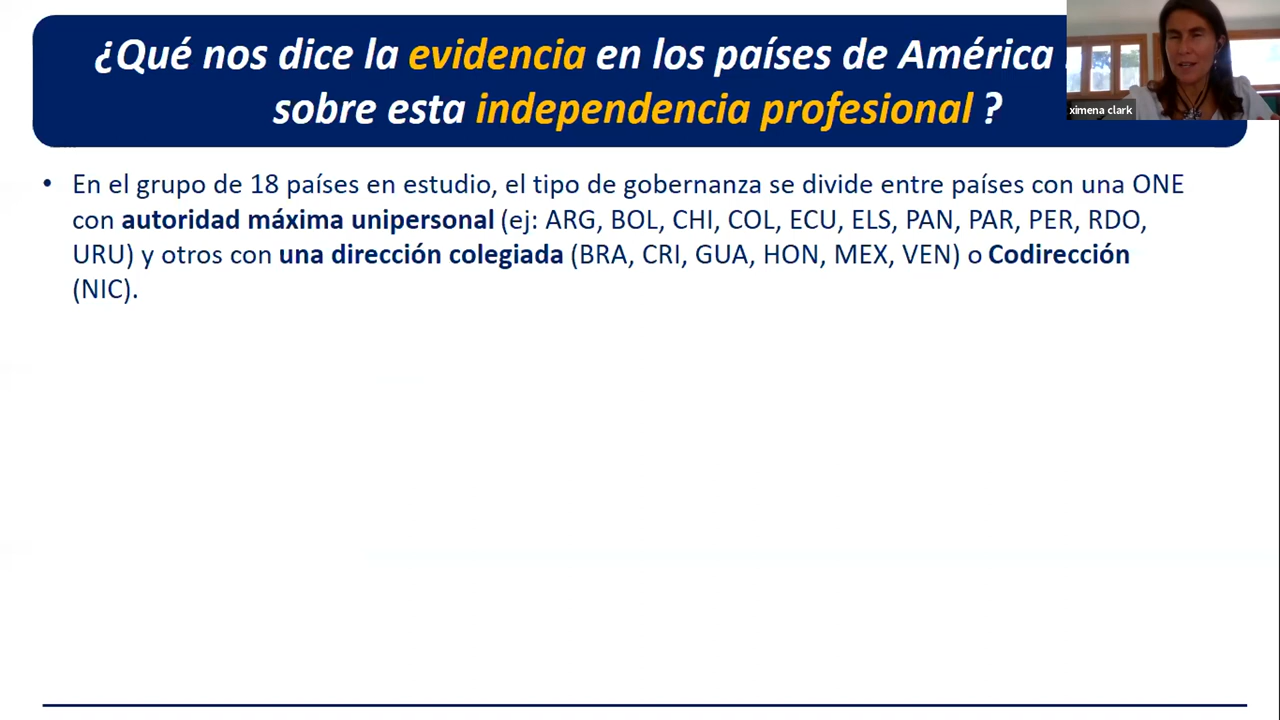 ¿Qué nos dice la evidencia en los países de América
sobre esta independencia profesional ?
ximena clark
• En el grupo de 18 países en estudio, el tipo de gobernanza se divide entre países con una ONE
con autoridad máxima unipersonal (ej: ARG, BOL, CHI, COL, ECU, ELS, PAN, PAR, PER, RDO,
URU) y otros con una dirección colegiada (BRA, CRI, GUA, HON, MEX, VEN) o Codirección
(NIC).